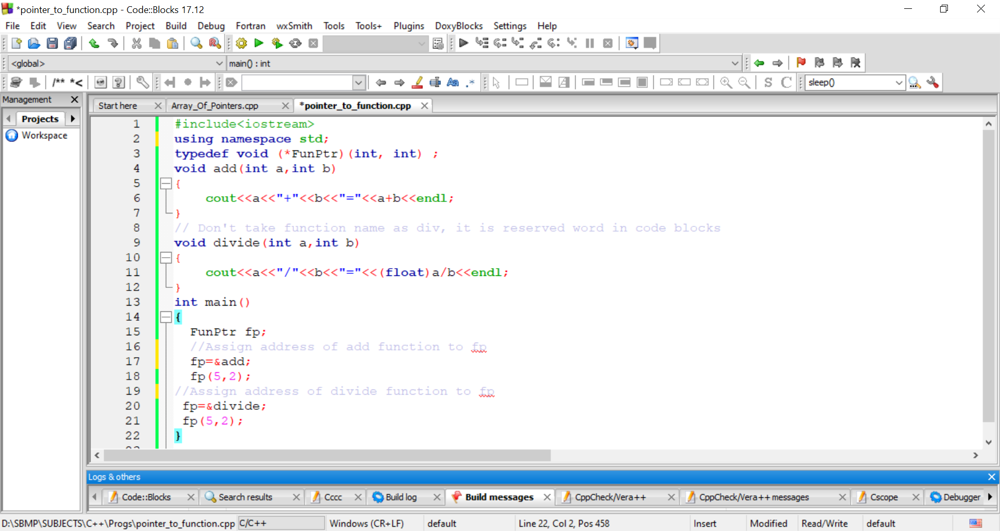 *pointer_to_function.cpp - Code::Blocks 17.12
File Edit View Search Project Build Debug Fortran wxSmith Tools Tools+ Plugins DoxyBlocks Settings Help
<global> main() : int
/** *< Aa .* S C sleep()
Management
Start here Array_Of_Pointers.cpp *pointer_to_function.cpp
Projects
Workspace
1 #include<iostream>
2 using namespace std;
3 typedef void (*FunPtr)(int, int) ;
4 void add(int a,int b)
5 {
6 cout<<a<<"+"<<b<<"="<<a+b<<endl;
7 }
8 // Don't take function name as div, it is reserved word in code blocks
9 void divide(int a,int b)
10 {
11 cout<<a<<"/"<<b<<"="<<(float)a/b<<endl;
12 }
13 int main()
14 {
15 FunPtr fp;
16 //Assign address of add function to fp
17 fp=&add;
18 fp(5,2);
19 //Assign address of divide function to fp
20 fp=&divide;
21 fp(5,2);
22 }
Logs & others
Code::Blocks Search results Cccc Build log Build messages CppCheck/Vera++ CppCheck/Vera++ messages Cscope Debugger
D:\SBMP\SUBJECTS\C++\Progs\pointer_to_function.cpp C/C++ Windows (CR+LF) default Line 22, Col 2, Pos 458 Insert Modified Read/Write default